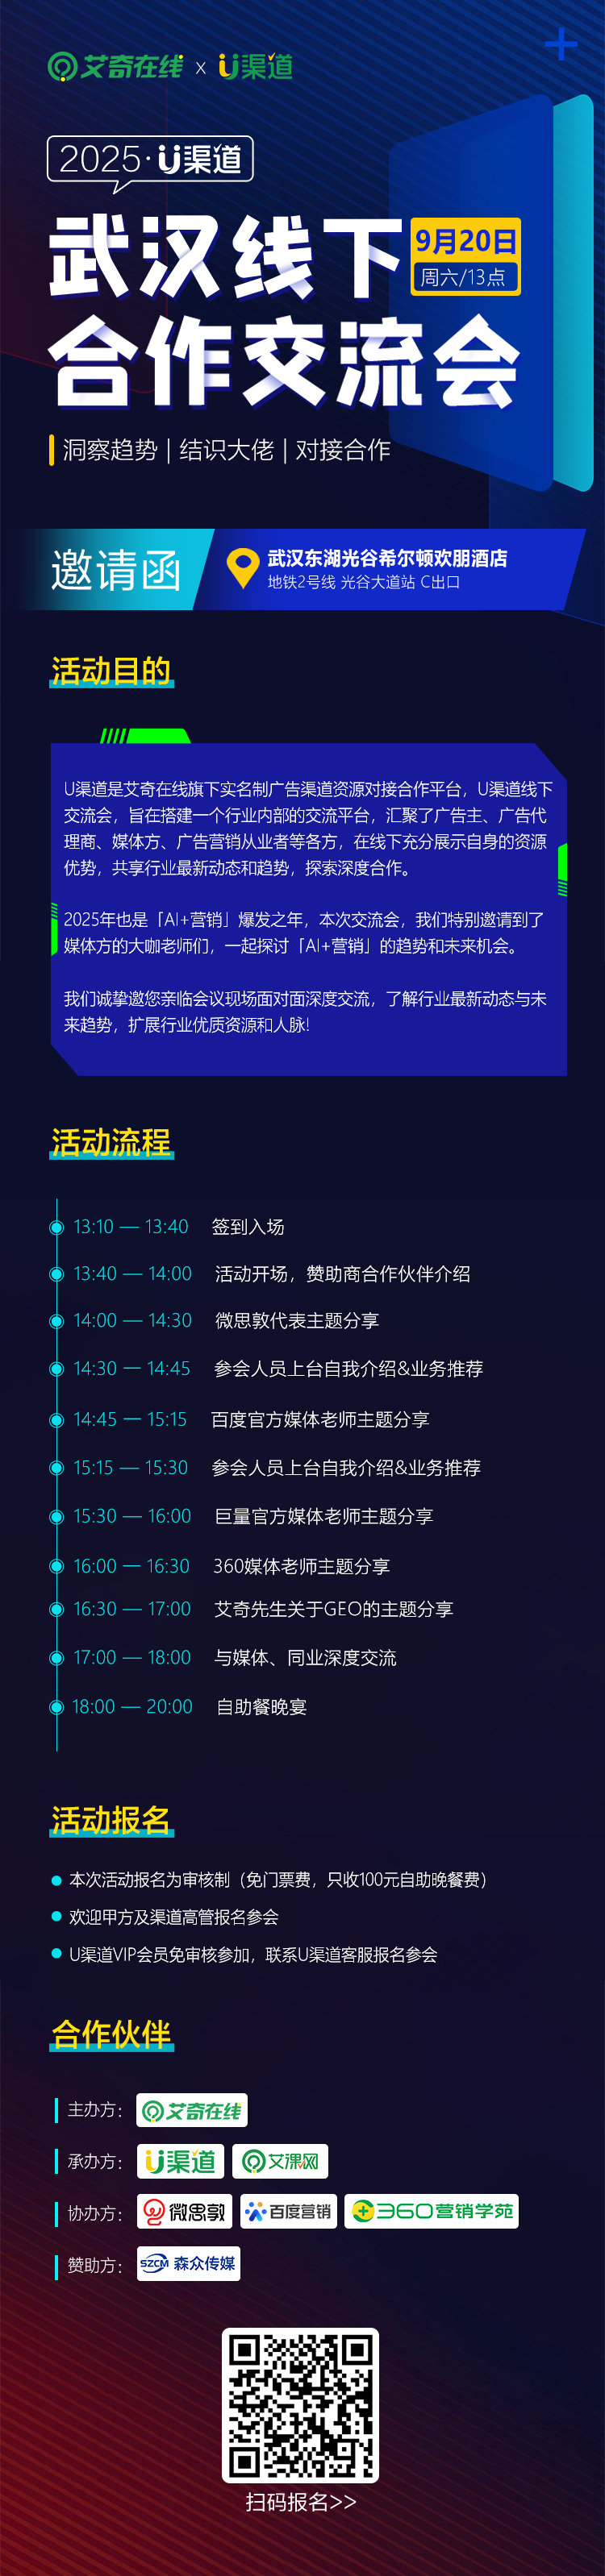 艾奇在线 x U渠道
2025·U渠道
武汉线下
9月20日
周六/13点
合作交流会
洞察趋势 | 结识大佬 | 对接合作
邀请函
武汉东湖光谷希尔顿欢朋酒店
地铁2号线 光谷大道站 C出口
活动目的
U渠道是艾奇在线旗下实名制广告渠道资源对接合作平台，U渠道线下
交流会，旨在搭建一个行业内部的交流平台，汇聚了广告主、广告代
理商、媒体方、广告营销从业者等各方，在线下充分展示自身的资源
优势，共享行业最新动态和趋势，探索深度合作。
2025年也是「AI+营销」爆发之年，本次交流会，我们特别邀请到了
媒体方的大咖老师们，一起探讨「AI+营销」的趋势和未来机会。
我们诚挚邀您亲临会议现场面对面深度交流，了解行业最新动态与未
来趋势，扩展行业优质资源和人脉!
活动流程
13:10 — 13:40 签到入场
13:40 — 14:00 活动开场，赞助商合作伙伴介绍
14:00 — 14:30 微思敦代表主题分享
14:30 — 14:45 参会人员上台自我介绍&业务推荐
14:45 — 15:15 百度官方媒体老师主题分享
15:15 — 15:30 参会人员上台自我介绍&业务推荐
15:30 — 16:00 巨量官方媒体老师主题分享
16:00 — 16:30 360媒体老师主题分享
16:30 — 17:00 艾奇先生关于GEO的主题分享
17:00 — 18:00 与媒体、同业深度交流
18:00 — 20:00 自助餐晚宴
活动报名
本次活动报名为审核制（免门票费，只收100元自助晚餐费）
欢迎甲方及渠道高管报名参会
U渠道VIP会员免审核参加，联系U渠道客服报名参会
合作伙伴
主办方： 艾奇在线
承办方： U渠道 艾课网
协办方： 微思敦 百度营销 360营销学苑
赞助方： SZCM 森众传媒
扫码报名>>